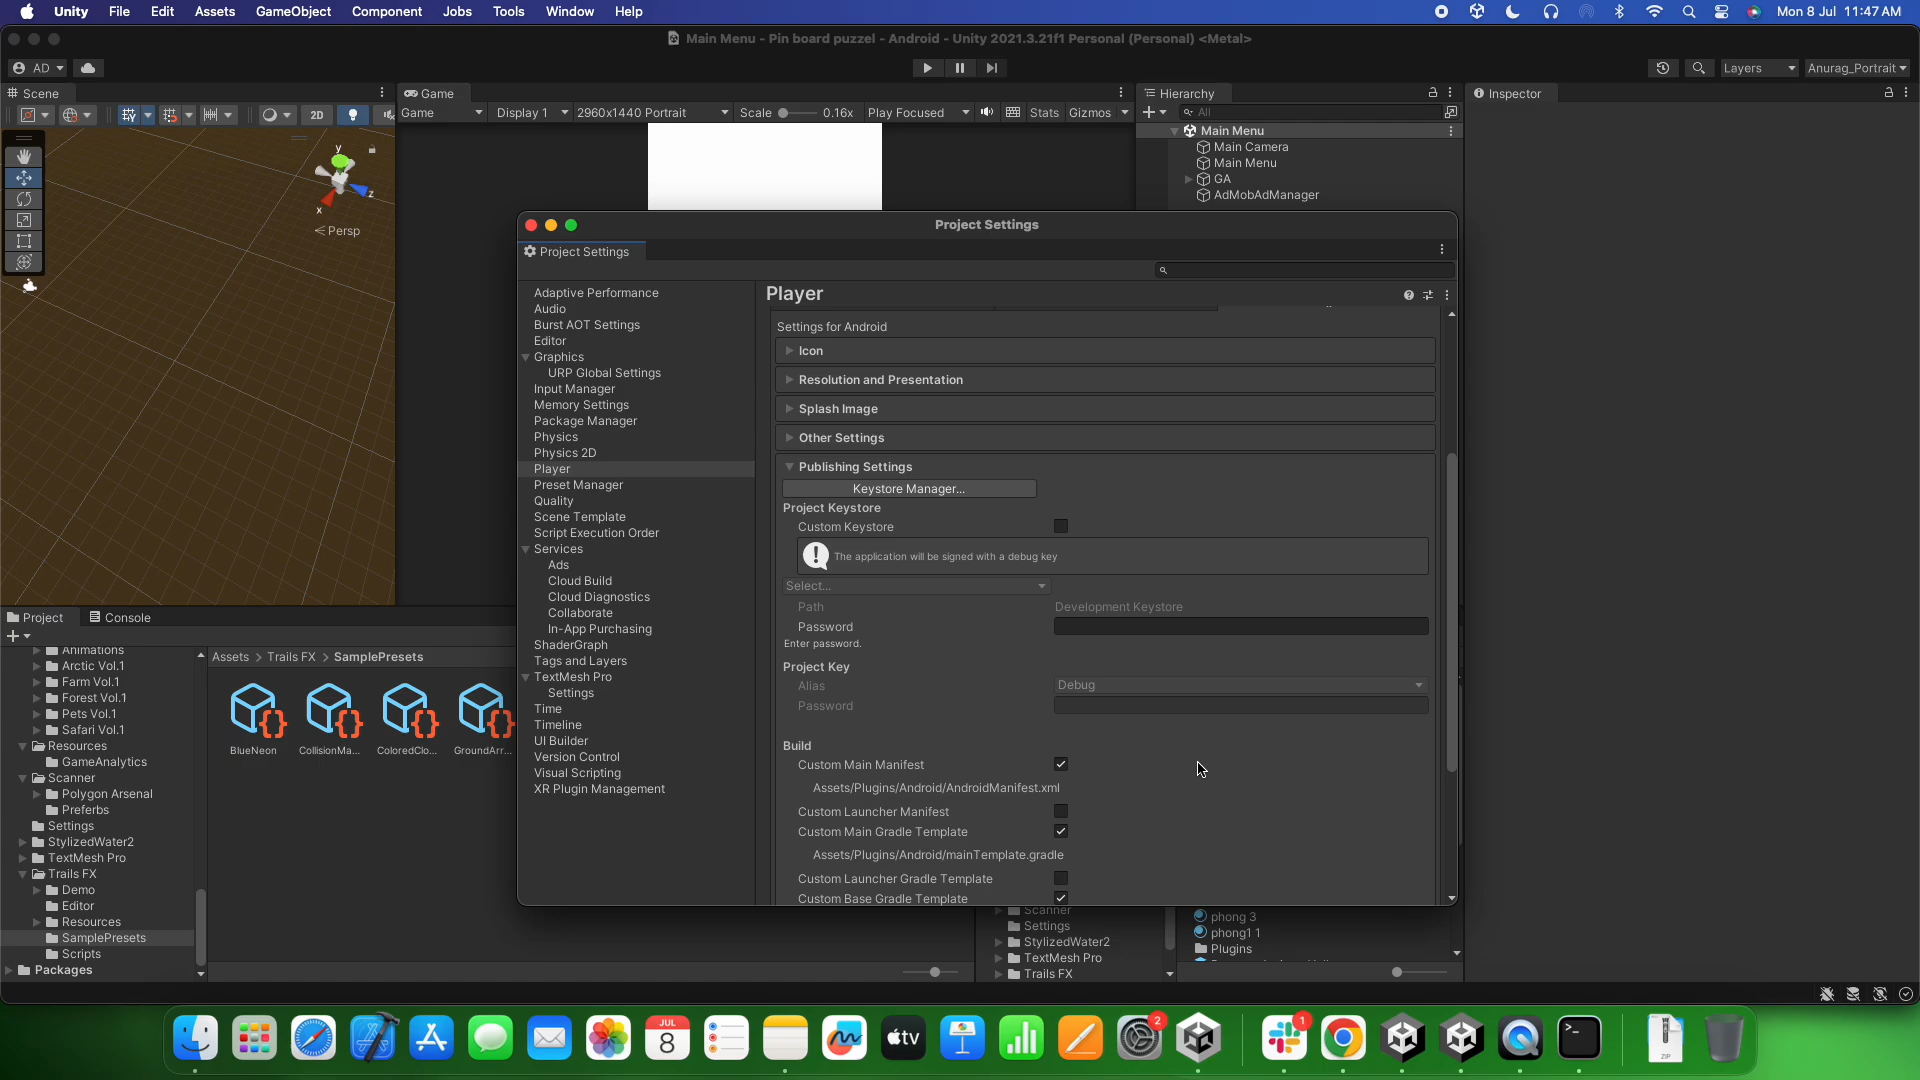 Unity File Edit Assets GameObject Component Jobs Tools Window Help Mon 8 Jul 11:47 AM
Main Menu - Pin board puzzel - Android - Unity 2021.3.21f1 Personal (Personal) <Metal>
AD Layers Anurag_Portrait
Scene
Game
Hierarchy
Inspector
2D
Game Display 1 2960x1440 Portrait Scale 0.16x Play Focused Stats Gizmos
All
y
z
x
Persp
Main Menu
Main Camera
Main Menu
GA
AdMobAdManager
Project Settings
Project Settings
Adaptive Performance
Audio
Burst AOT Settings
Editor
Graphics
URP Global Settings
Input Manager
Memory Settings
Package Manager
Physics
Physics 2D
Player
Preset Manager
Quality
Scene Template
Script Execution Order
Services
Ads
Cloud Build
Cloud Diagnostics
Collaborate
In-App Purchasing
ShaderGraph
Tags and Layers
TextMesh Pro
Settings
Time
Timeline
UI Builder
Version Control
Visual Scripting
XR Plugin Management
Player
Settings for Android
Icon
Resolution and Presentation
Splash Image
Other Settings
Publishing Settings
Keystore Manager...
Project Keystore
Custom Keystore
The application will be signed with a debug key
Select...
Path Development Keystore
Password
Enter password.
Project Key
Alias Debug
Password
Build
Custom Main Manifest
Assets/Plugins/Android/AndroidManifest.xml
Custom Launcher Manifest
Custom Main Gradle Template
Assets/Plugins/Android/mainTemplate.gradle
Custom Launcher Gradle Template
Custom Base Gradle Template
Project Console
Animations
Arctic Vol.1
Farm Vol.1
Forest Vol.1
Pets Vol.1
Safari Vol.1
Resources
GameAnalytics
Scanner
Polygon Arsenal
Preferbs
Settings
StylizedWater2
TextMesh Pro
Trails FX
Demo
Editor
Resources
SamplePresets
Scripts
Packages
Assets > Trails FX > SamplePresets
BlueNeon CollisionMa... ColoredClo... GroundArr...
Scanner
Settings
StylizedWater2
TextMesh Pro
Trails FX
phong 3
phong1 1
Plugins
JUL
8
tv
2
1
ZIP